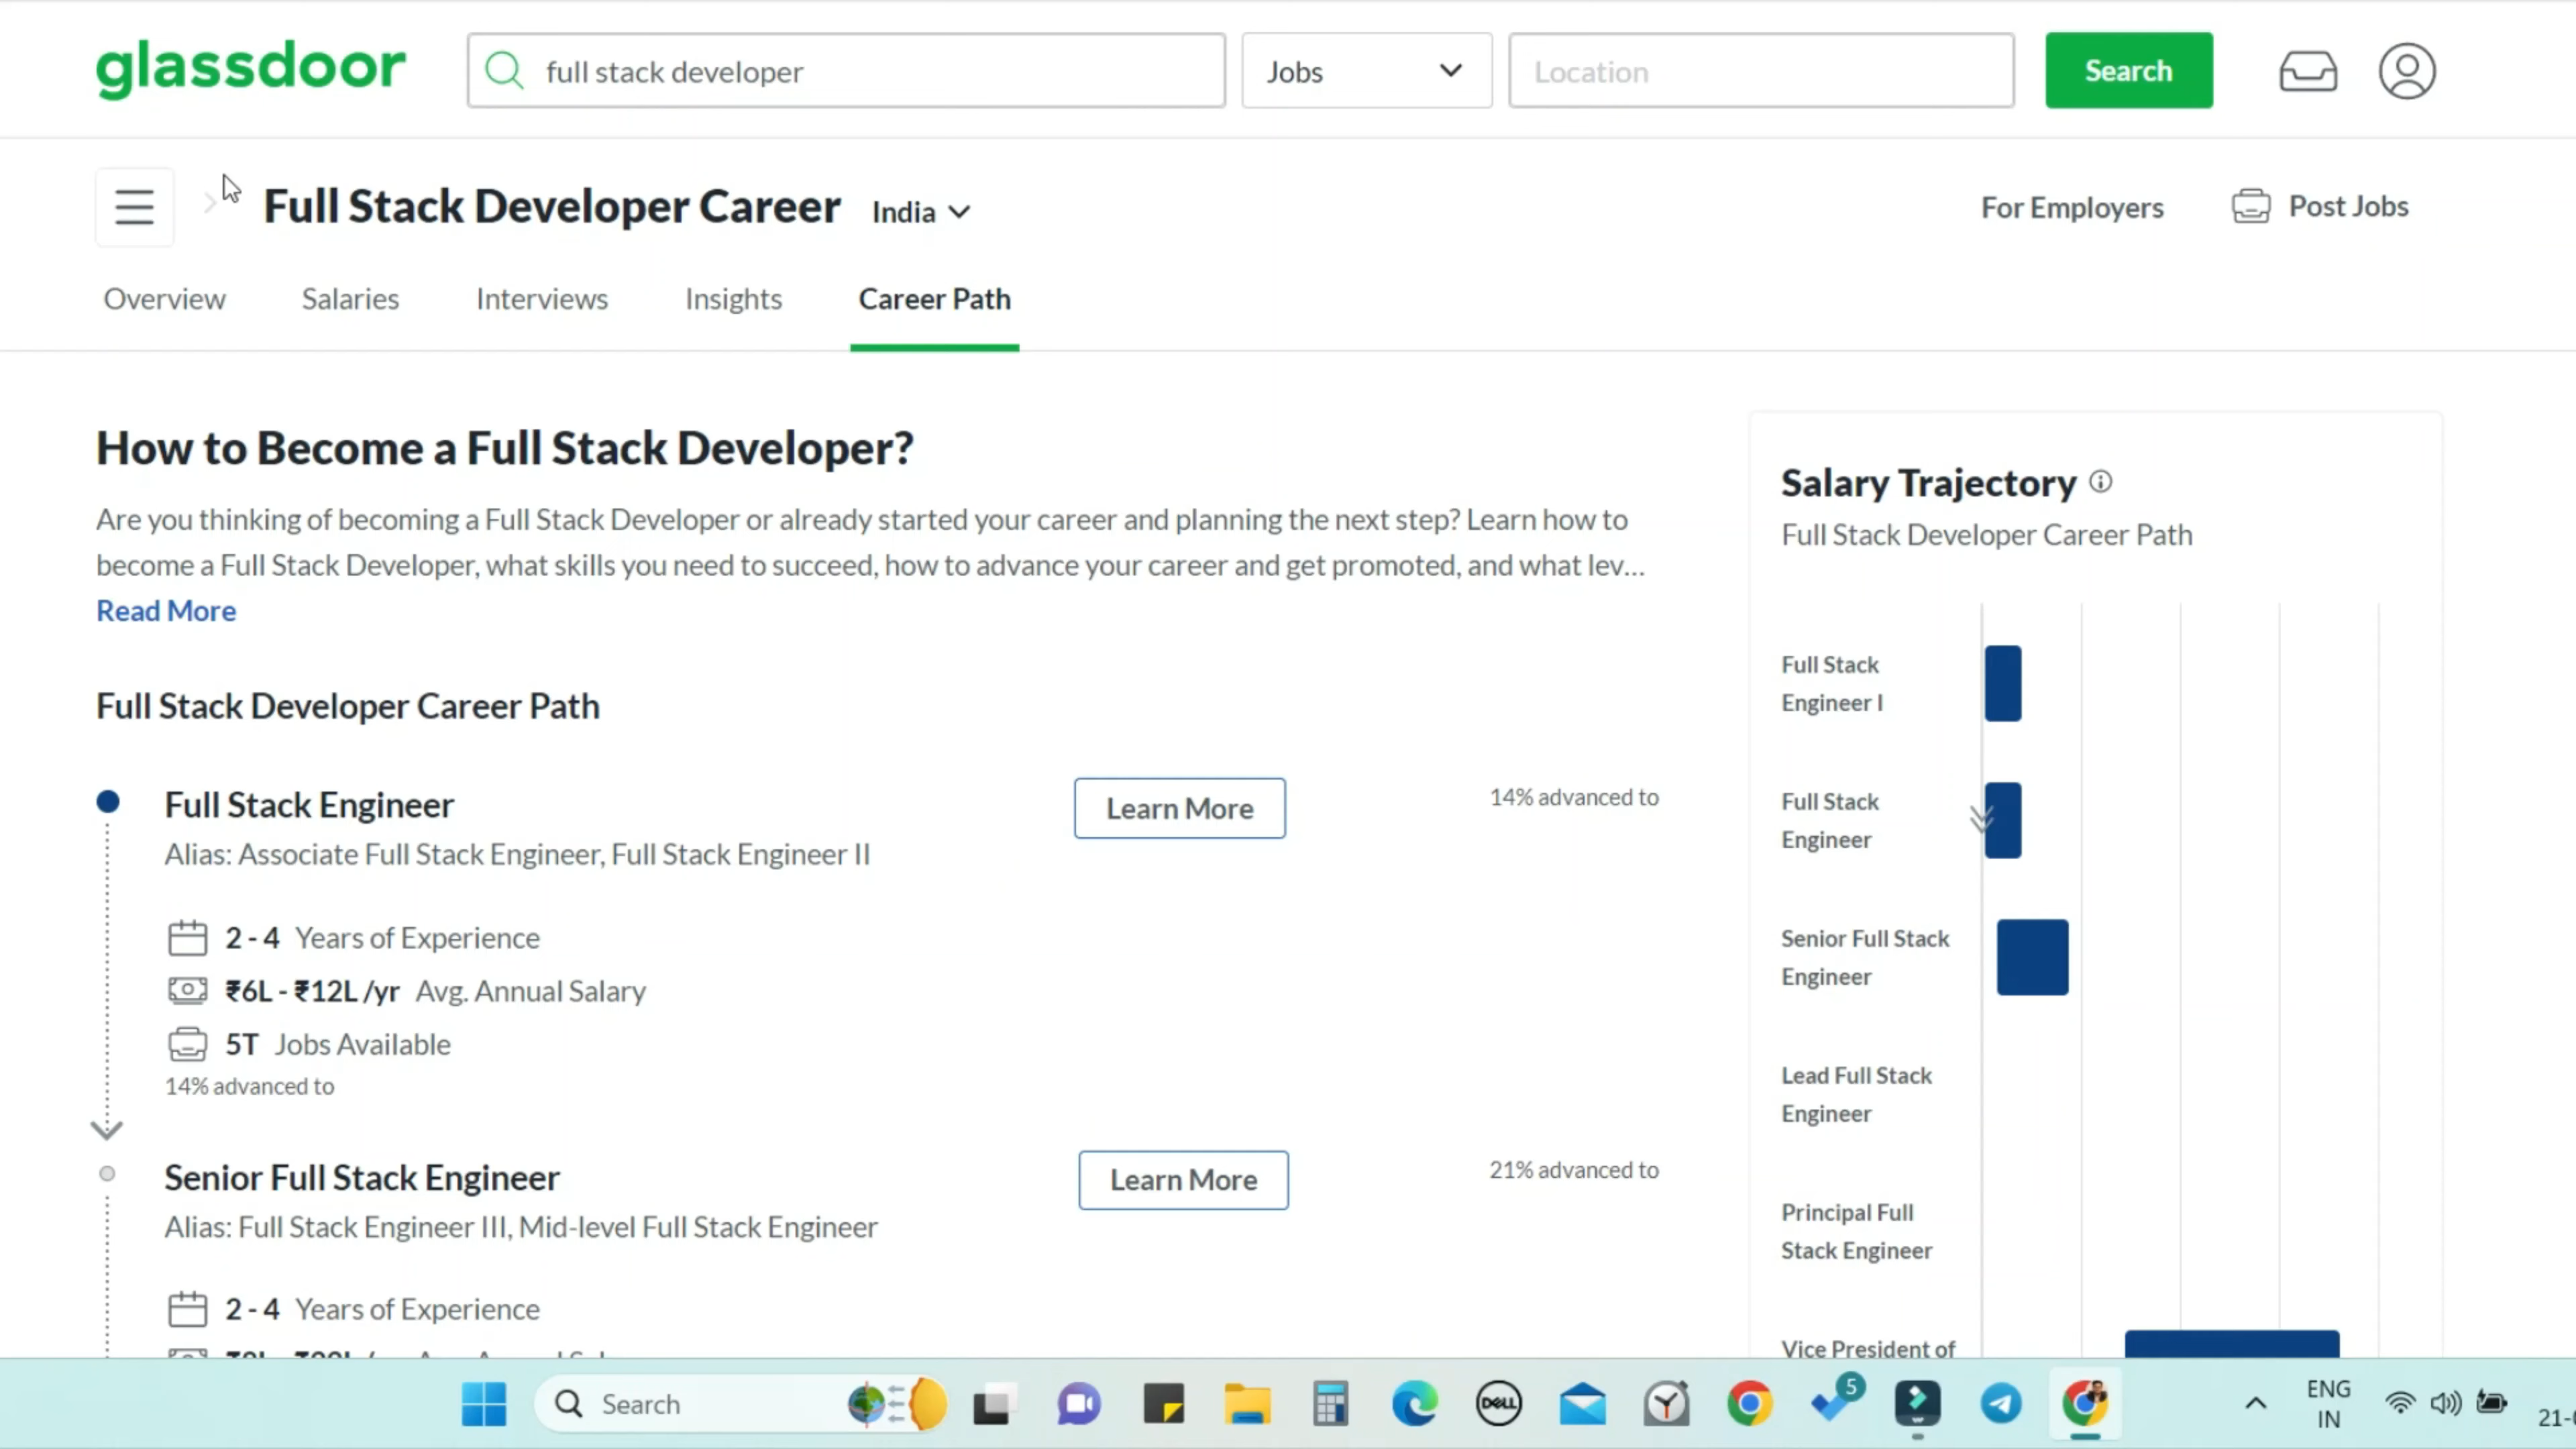 glassdoor
full stack developer
Jobs
Location
Search
Full Stack Developer Career
India
For Employers
Post Jobs
Overview
Salaries
Interviews
Insights
Career Path
How to Become a Full Stack Developer?
Are you thinking of becoming a Full Stack Developer or already started your career and planning the next step? Learn how to
become a Full Stack Developer, what skills you need to succeed, how to advance your career and get promoted, and what lev...
Read More
Full Stack Developer Career Path
Full Stack Engineer
Learn More
14% advanced to
Alias: Associate Full Stack Engineer, Full Stack Engineer II
2 - 4 Years of Experience
₹6L - ₹12L /yr Avg. Annual Salary
5T Jobs Available
14% advanced to
Senior Full Stack Engineer
Learn More
21% advanced to
Alias: Full Stack Engineer III, Mid-level Full Stack Engineer
2 - 4 Years of Experience
Salary Trajectory
Full Stack Developer Career Path
Full Stack
Engineer I
Full Stack
Engineer
Senior Full Stack
Engineer
Lead Full Stack
Engineer
Principal Full
Stack Engineer
Vice President of
Search
DELL
5
ENG
IN